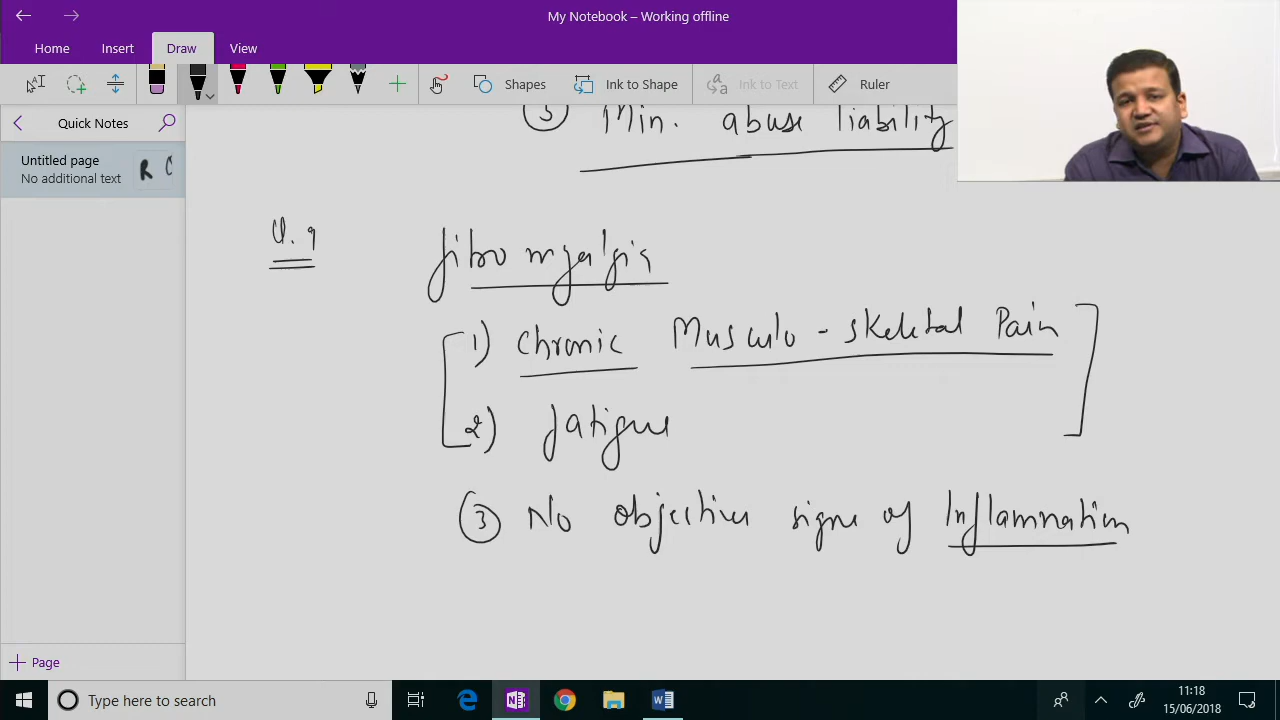 My Notebook – Working offline
Home Insert Draw View
Shapes Ink to Shape Ink to Text Ruler
Quick Notes
Untitled page
No additional text
R C
3 Min. abuse liability
Q. 9
fibromyalgia
1) Chronic Musculo - skeletal Pain
2) fatigue
3 No objective signs of Inflammation
+ Page
Type here to search
11:18
15/06/2018